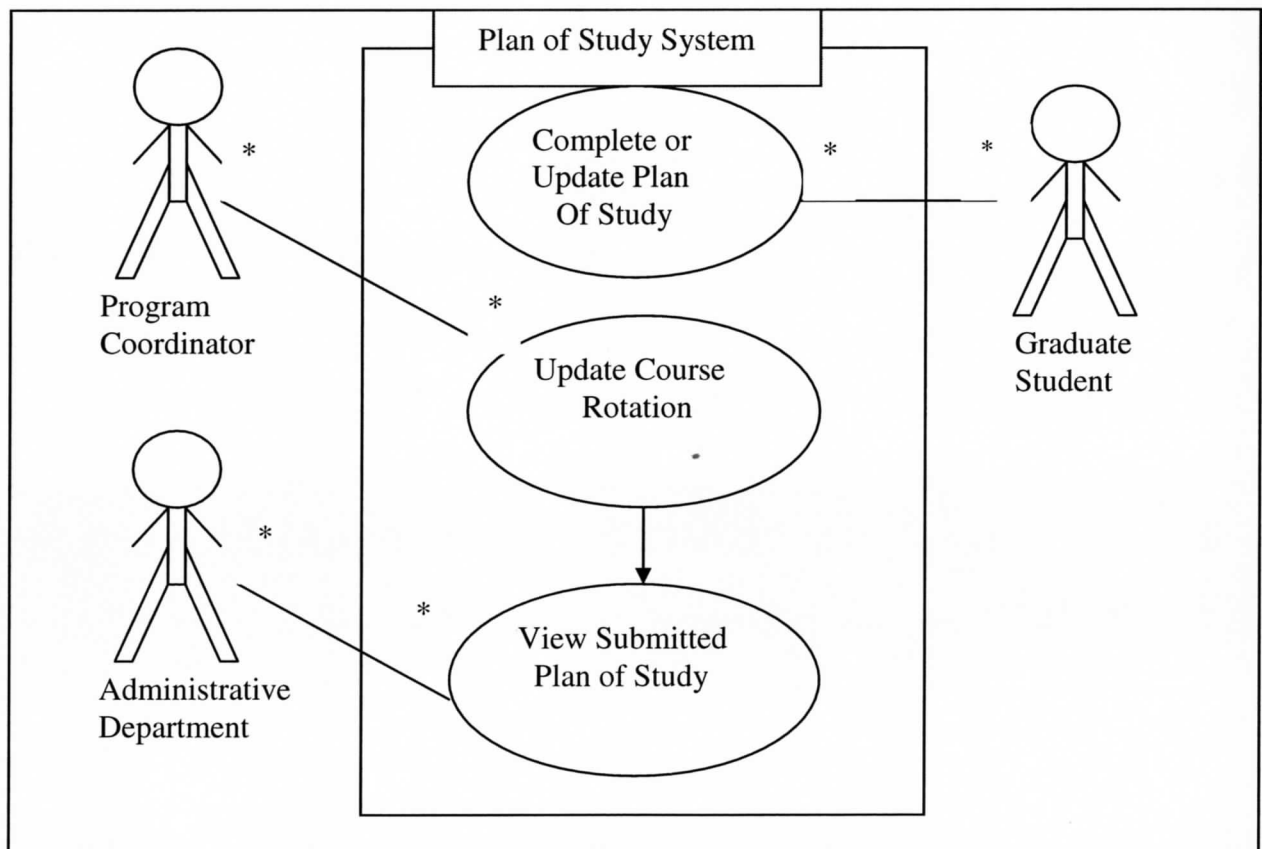 Plan of Study System
Complete or
Update Plan
Of Study
*
*
*
Program
Coordinator
*
Update Course
Rotation
Graduate
Student
*
*
View Submitted
Plan of Study
Administrative
Department